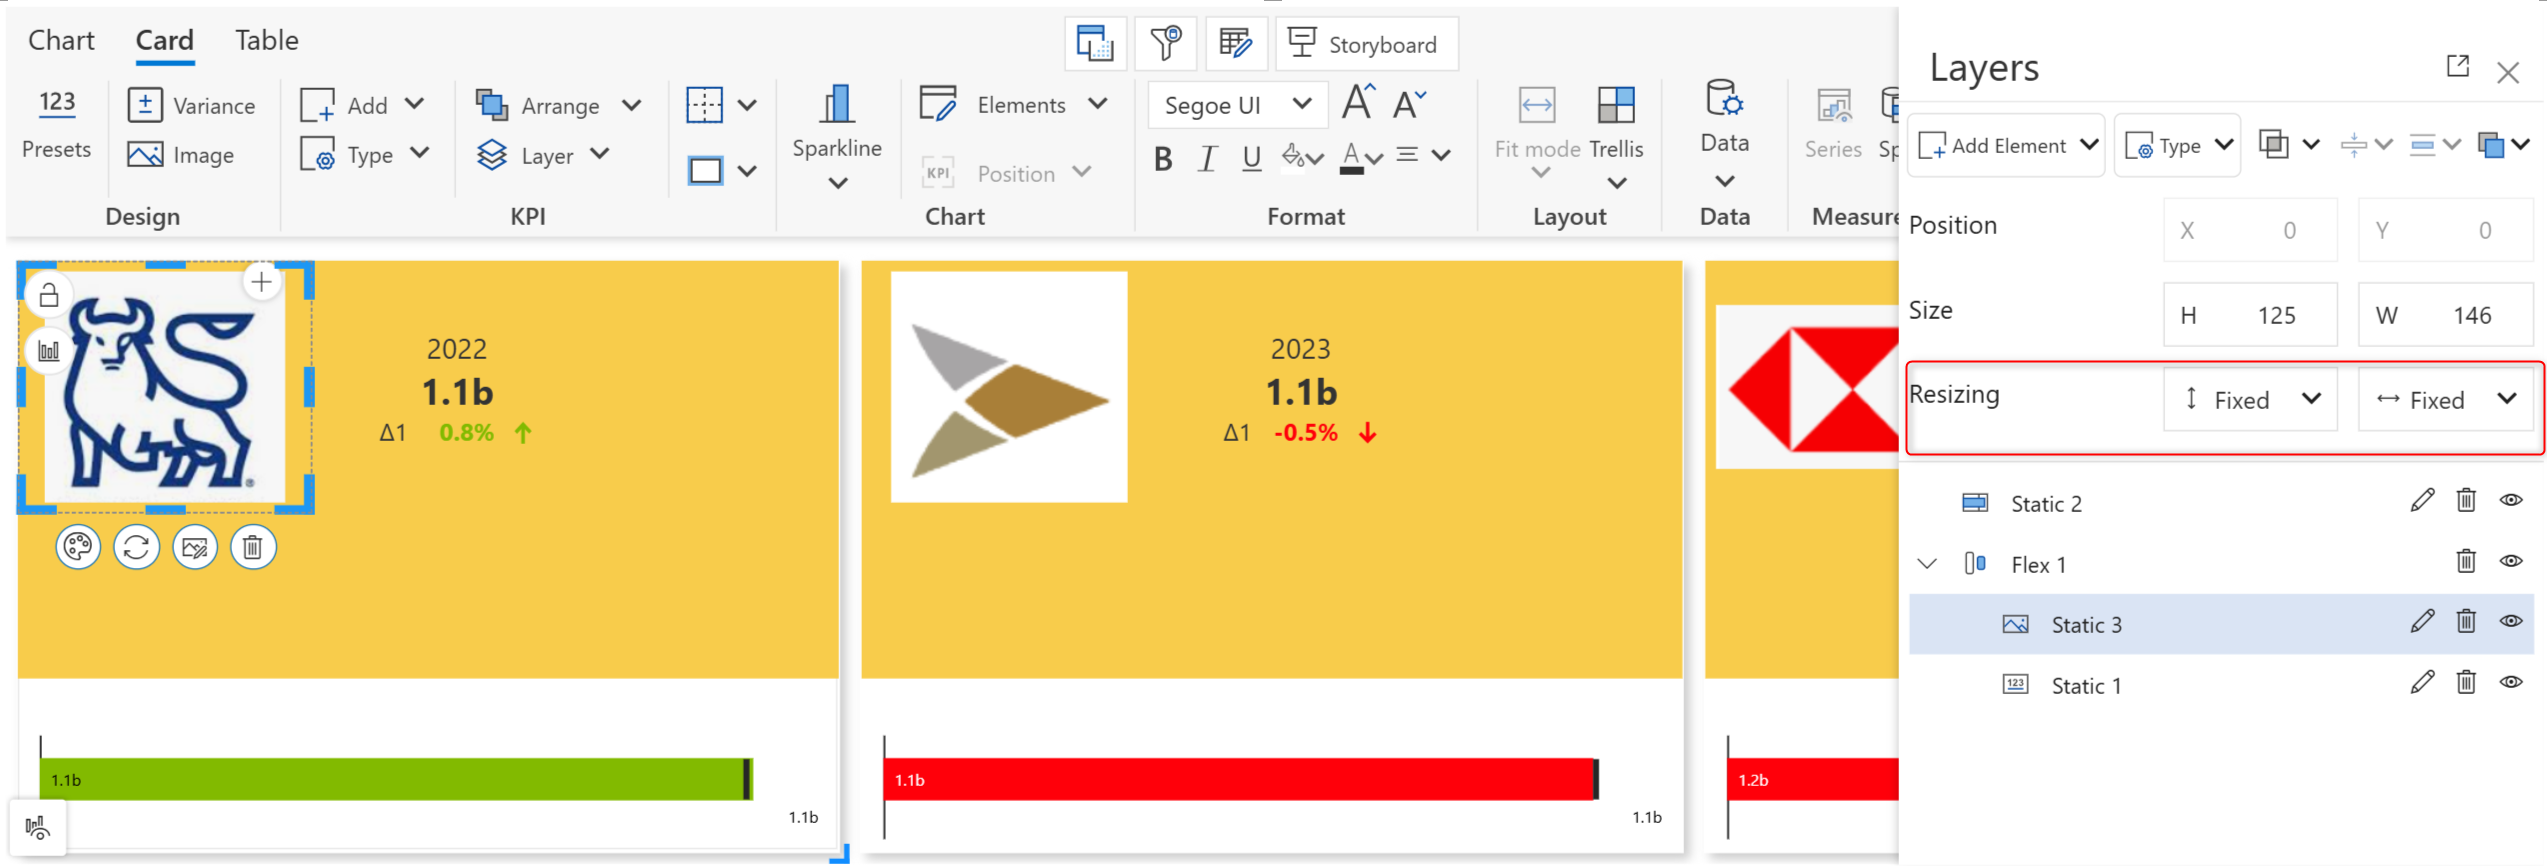 Chart Card Table
Storyboard
Layers
123
Presets
Variance
Image
Design
Add
Type
Arrange
Layer
KPI
Sparkline
Elements
KPI Position
Chart
Segoe UI
A A
B I U A
Format
Fit mode
Trellis
Layout
Data
Data
Series
Sp
Measure
Add Element
Type
Position X 0 Y 0
Size H 125 W 146
Resizing Fixed Fixed
Static 2
Flex 1
Static 3
123 Static 1
2022
1.1b
Δ1 0.8%
1.1b
1.1b
2023
1.1b
Δ1 -0.5%
1.1b
1.1b
1.2b